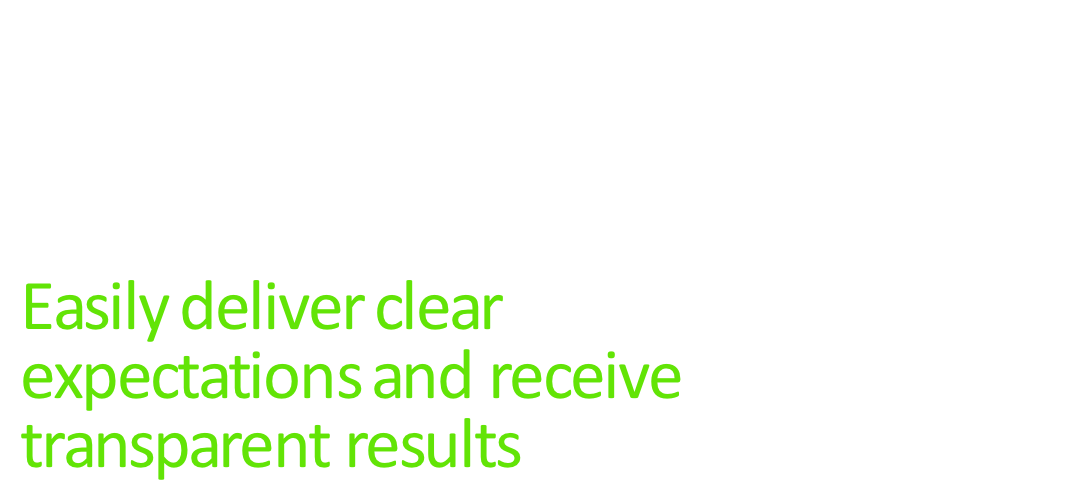 Easily deliver clear
expectations and receive
transparent results